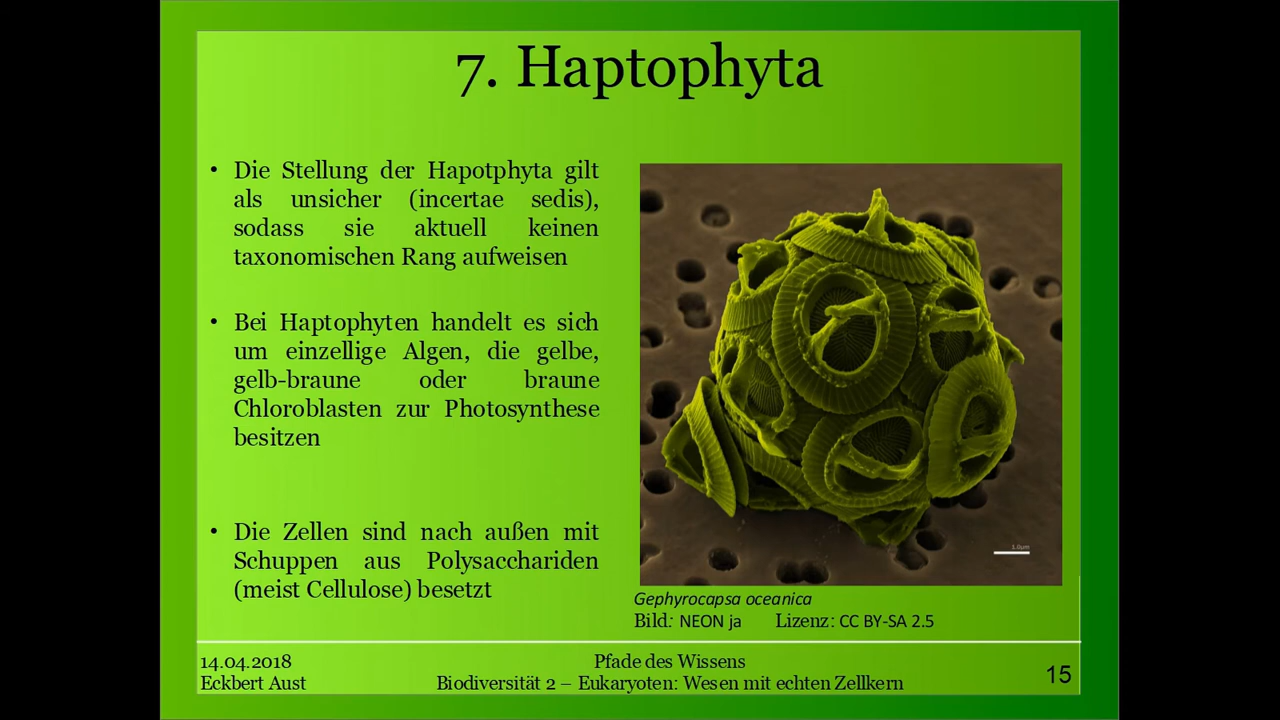 7. Haptophyta
• Die Stellung der Hapotphyta gilt
als unsicher (incertae sedis),
sodass sie aktuell keinen
taxonomischen Rang aufweisen
• Bei Haptophyten handelt es sich
um einzellige Algen, die gelbe,
gelb-braune oder braune
Chloroblasten zur Photosynthese
besitzen
• Die Zellen sind nach außen mit
Schuppen aus Polysacchariden
(meist Cellulose) besetzt
1.0um
Gephyrocapsa oceanica
Bild: NEON ja Lizenz: CC BY-SA 2.5
14.04.2018
Eckbert Aust
Pfade des Wissens
Biodiversität 2 – Eukaryoten: Wesen mit echten Zellkern
15